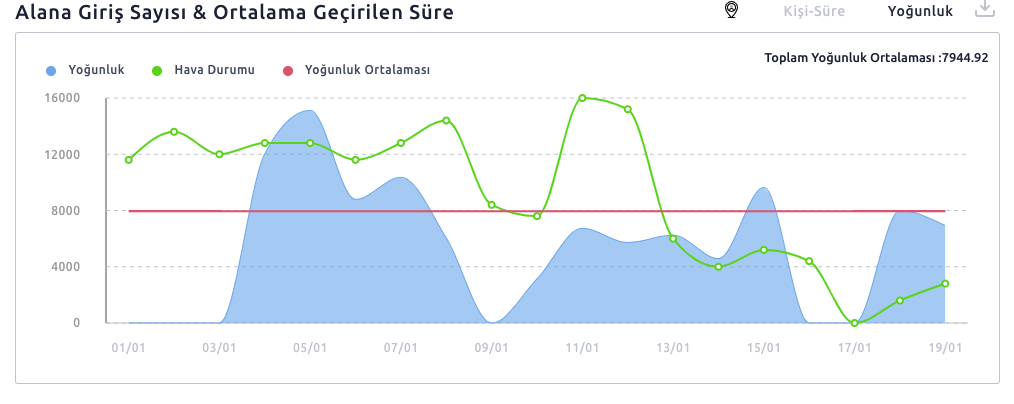 Alana Giriş Sayısı & Ortalama Geçirilen Süre
Kişi-Süre Yoğunluk
Toplam Yoğunluk Ortalaması :7944.92
Yoğunluk Hava Durumu Yoğunluk Ortalaması
16000
12000
8000
4000
0
01/01 03/01 05/01 07/01 09/01 11/01 13/01 15/01 17/01 19/01